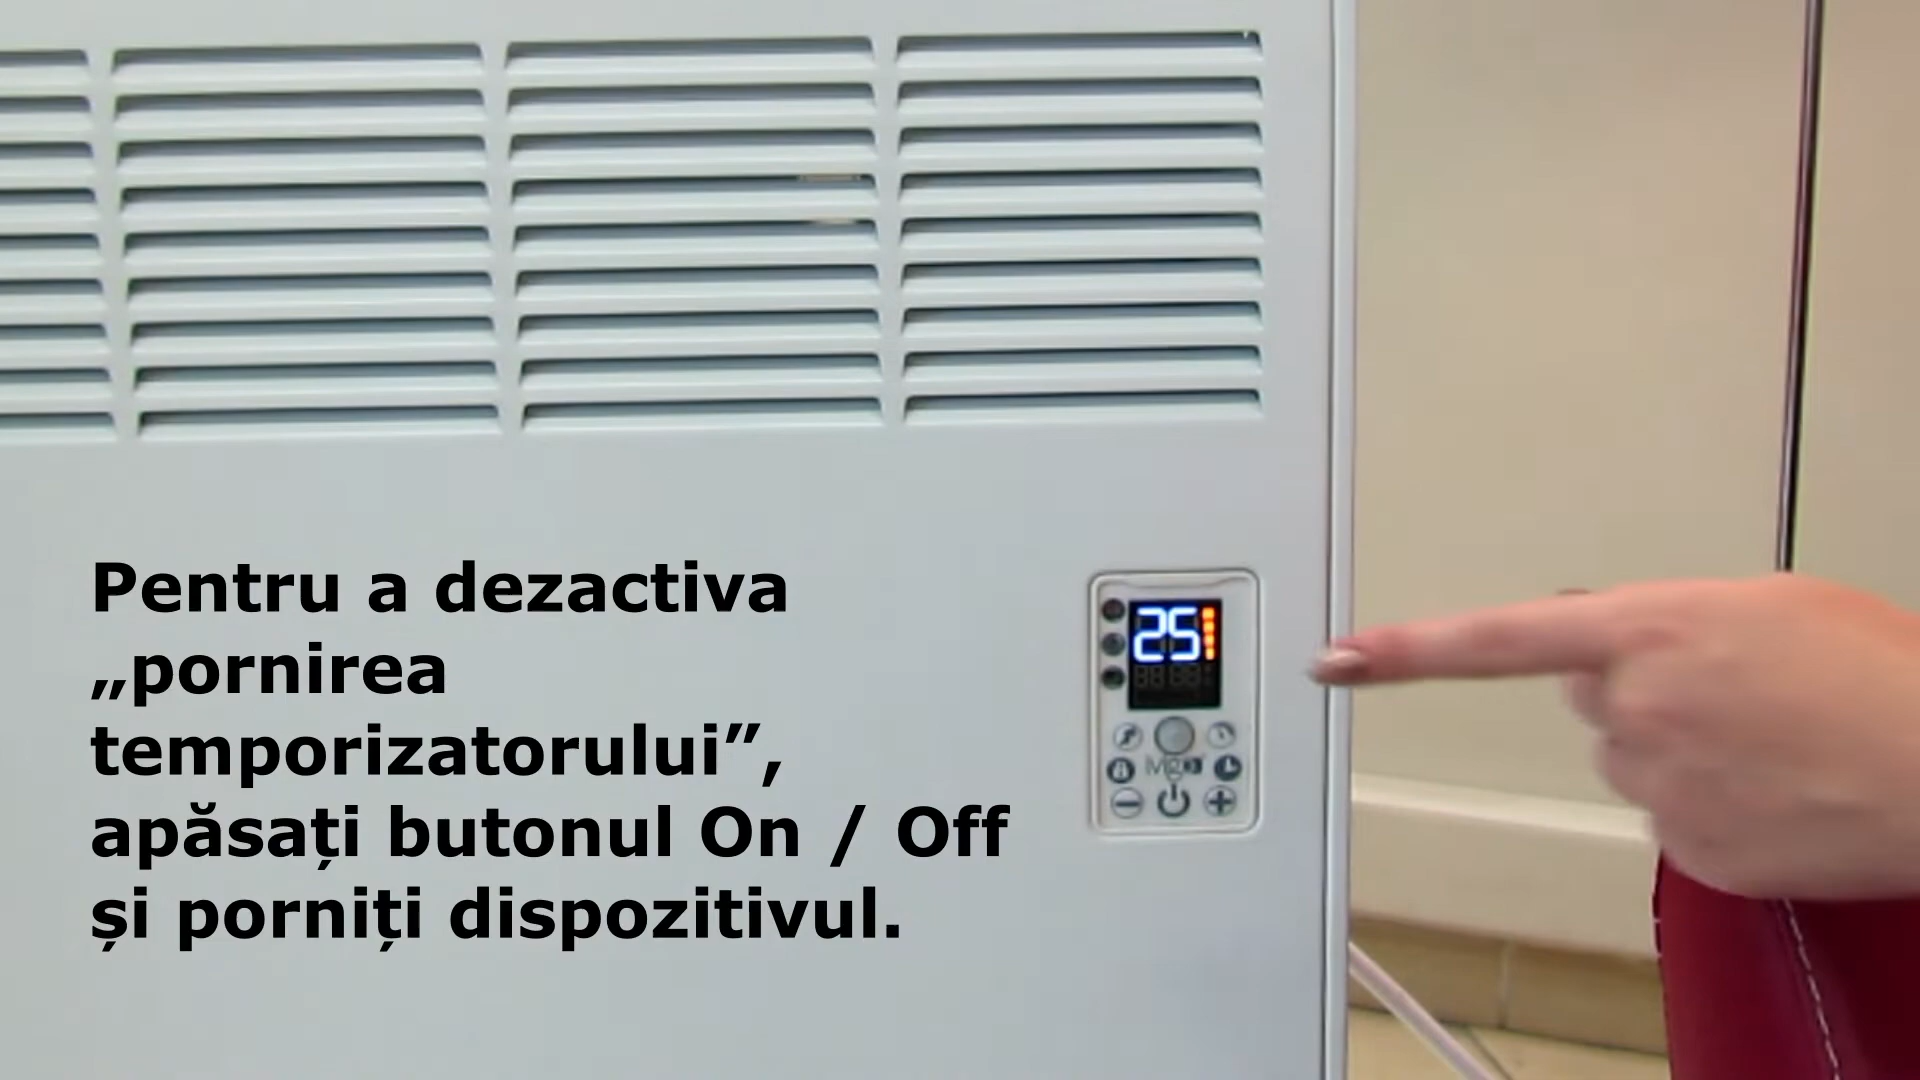 25
Pentru a dezactiva
„pornirea
temporizatorului”,
apăsați butonul On / Off
și porniți dispozitivul.